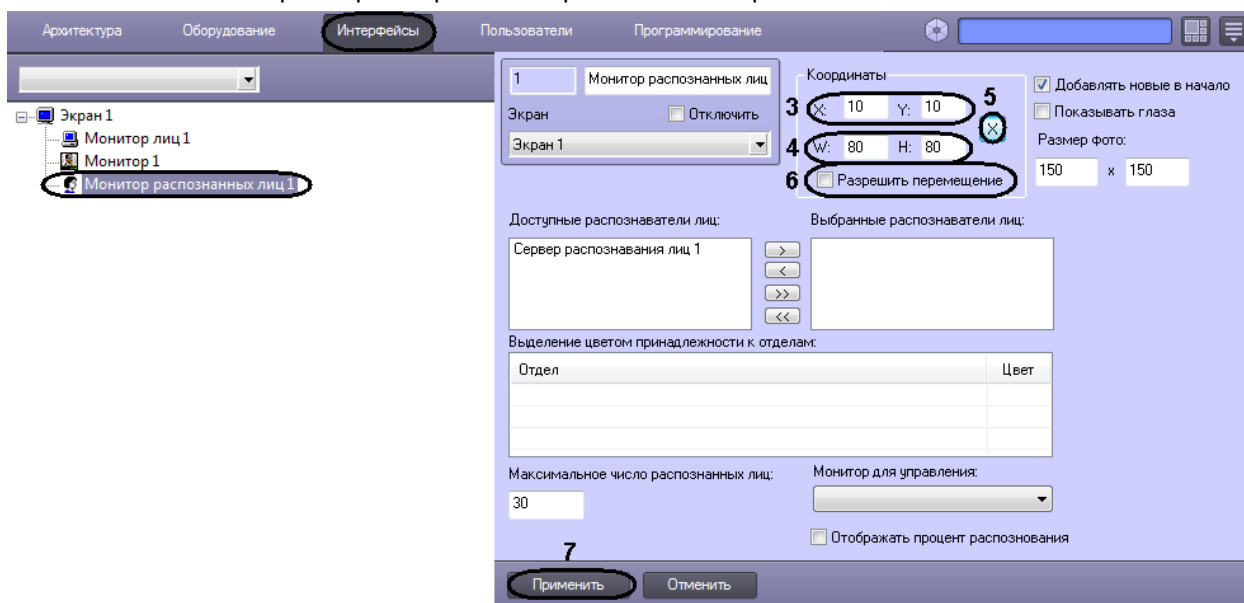 Архитектура Оборудование Интерфейсы Пользователи Программирование
1 Монитор распознанных лиц
Экран Отключить
Экран 1
Координаты
3 X: 10 Y: 10 5
X
4 W: 80 H: 80
6 Разрешить перемещение
Добавлять новые в начало
Показывать глаза
Размер фото:
150 x 150
Экран 1
Монитор лиц 1
Монитор 1
Монитор распознанных лиц 1
Доступные распознаватели лиц: Выбранные распознаватели лиц:
Сервер распознавания лиц 1
>
<
>>
<<
Выделение цветом принадлежности к отделам:
Отдел Цвет
Максимальное число распознанных лиц: Монитор для управления:
30
Отображать процент распознования
7
Применить Отменить